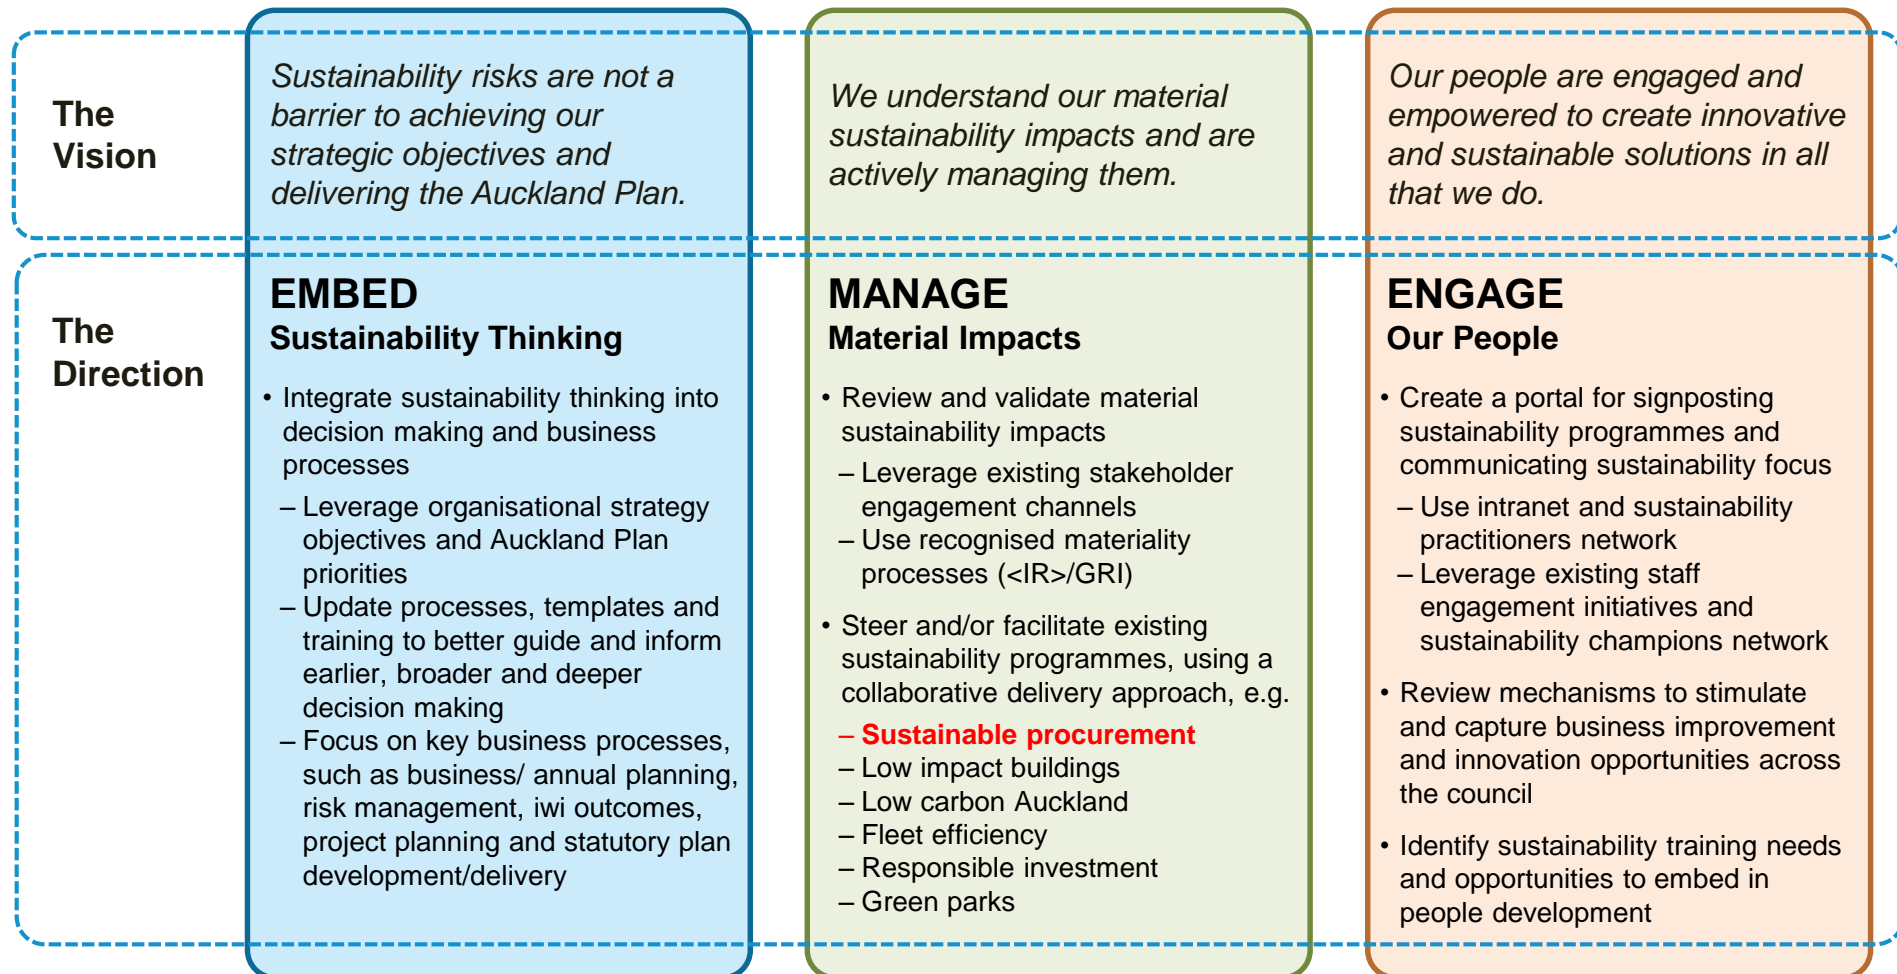 The
Vision
Sustainability risks are not a
barrier to achieving our
strategic objectives and
delivering the Auckland Plan.
We understand our material
sustainability impacts and are
actively managing them.
Our people are engaged and
empowered to create innovative
and sustainable solutions in all
that we do.
The
Direction
EMBED
Sustainability Thinking
• Integrate sustainability thinking into
decision making and business
processes
– Leverage organisational strategy
objectives and Auckland Plan
priorities
– Update processes, templates and
training to better guide and inform
earlier, broader and deeper
decision making
– Focus on key business processes,
such as business/ annual planning,
risk management, iwi outcomes,
project planning and statutory plan
development/delivery
MANAGE
Material Impacts
• Review and validate material
sustainability impacts
– Leverage existing stakeholder
engagement channels
– Use recognised materiality
processes (<IR>/GRI)
• Steer and/or facilitate existing
sustainability programmes, using a
collaborative delivery approach, e.g.
– Sustainable procurement
– Low impact buildings
– Low carbon Auckland
– Fleet efficiency
– Responsible investment
– Green parks
ENGAGE
Our People
• Create a portal for signposting
sustainability programmes and
communicating sustainability focus
– Use intranet and sustainability
practitioners network
– Leverage existing staff
engagement initiatives and
sustainability champions network
• Review mechanisms to stimulate
and capture business improvement
and innovation opportunities across
the council
• Identify sustainability training needs
and opportunities to embed in
people development